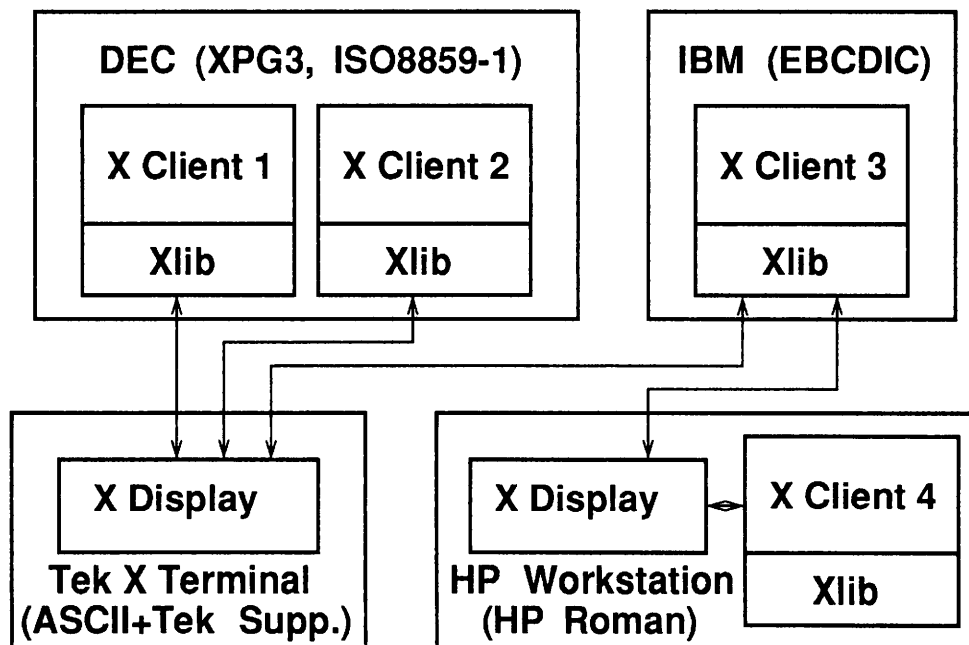 DEC (XPG3, ISO8859-1)
X Client 1
Xlib
X Client 2
Xlib
IBM (EBCDIC)
X Client 3
Xlib
X Display
Tek X Terminal
(ASCII+Tek Supp.)
X Display
HP Workstation
(HP Roman)
X Client 4
Xlib